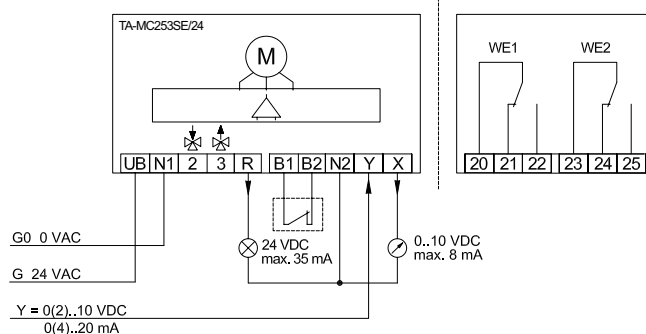 TA-MC253SE/24
M
UB N1 2 3 R B1 B2 N2 Y X
WE1 WE2
20 21 22 23 24 25
G0 0 VAC
24 VDC
max. 35 mA
0..10 VDC
max. 8 mA
G 24 VAC
Y = 0(2)..10 VDC
0(4)..20 mA